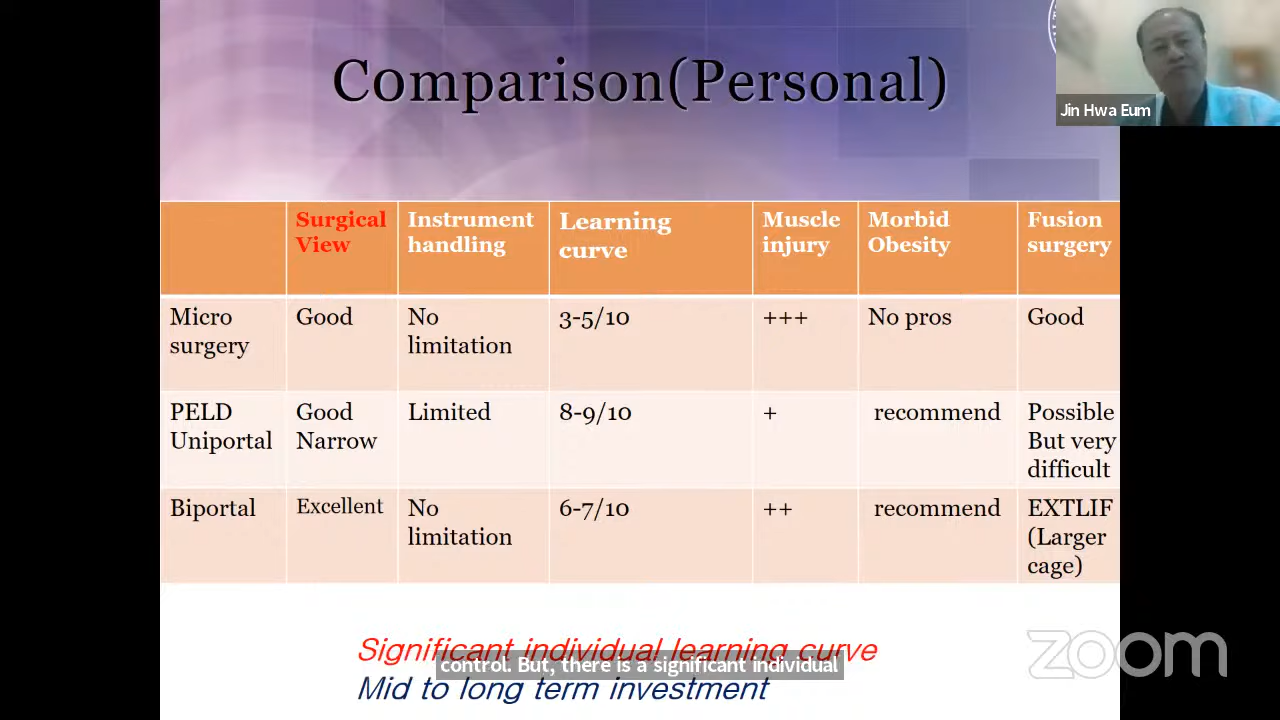 Comparison(Personal)
Jin Hwa Eum
Surgical
View
Instrument
handling
Learning
curve
Muscle
injury
Morbid
Obesity
Fusion
surgery
Micro
surgery
Good
No
limitation
3-5/10
+++
No pros
Good
PELD
Uniportal
Good
Narrow
Limited
8-9/10
+
recommend
Possible
But very
difficult
Biportal
Excellent
No
limitation
6-7/10
++
recommend
EXTLIF
(Larger
cage)
Significant individual learning curve
control. But, there is a significant individual
Mid to long term investment
zoom